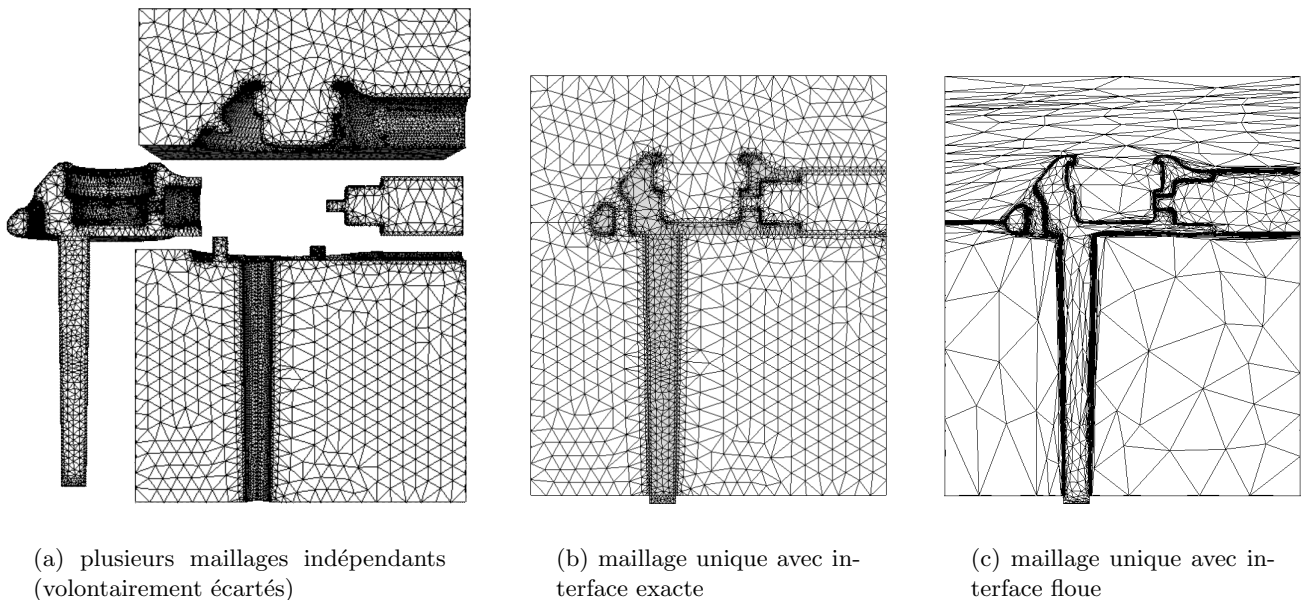 (a) plusieurs maillages indépendants
(volontairement écartés)
(b) maillage unique avec in-
terface exacte
(c) maillage unique avec in-
terface floue